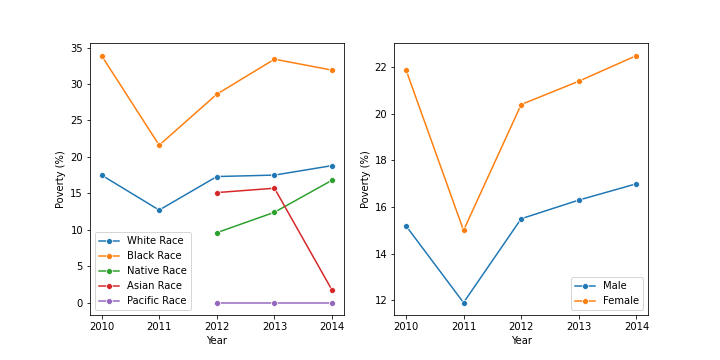 35
30
25
20
15
10
5
0
Poverty (%)
White Race
Black Race
Native Race
Asian Race
Pacific Race
2010 2011 2012 2013 2014
Year
22
20
18
16
14
12
Poverty (%)
Male
Female
2010 2011 2012 2013 2014
Year